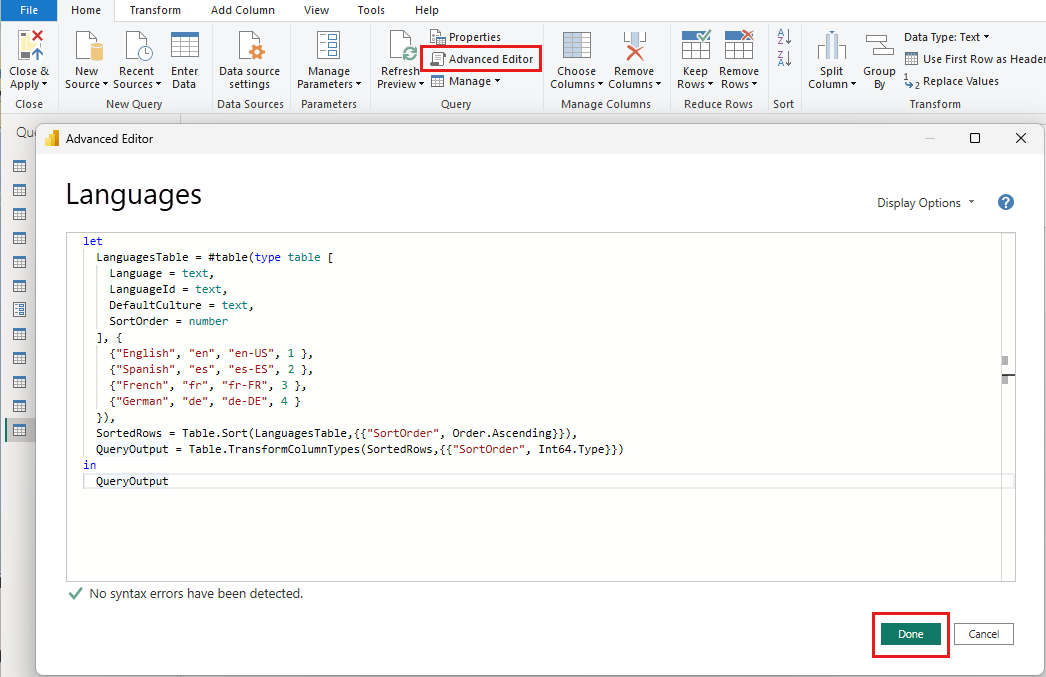 File Home Transform Add Column View Tools Help
Close & Apply
New Source
Recent Sources
Enter Data
Data source settings
Manage Parameters
Refresh Preview
Properties
Advanced Editor
Manage
Choose Columns
Remove Columns
Keep Rows
Remove Rows
A Z
Z A
Split Column
Group By
Data Type: Text
Use First Row as Header
1 2 Replace Values
Close New Query Data Sources Parameters Query Manage Columns Reduce Rows Sort Transform
Advanced Editor
Languages
Display Options
?
let
LanguagesTable = #table(type table [
Language = text,
LanguageId = text,
DefaultCulture = text,
SortOrder = number
], {
{"English", "en", "en-US", 1 },
{"Spanish", "es", "es-ES", 2 },
{"French", "fr", "fr-FR", 3 },
{"German", "de", "de-DE", 4 }
}),
SortedRows = Table.Sort(LanguagesTable,{{"SortOrder", Order.Ascending}}),
QueryOutput = Table.TransformColumnTypes(SortedRows,{{"SortOrder", Int64.Type}})
in
QueryOutput
No syntax errors have been detected.
Done Cancel